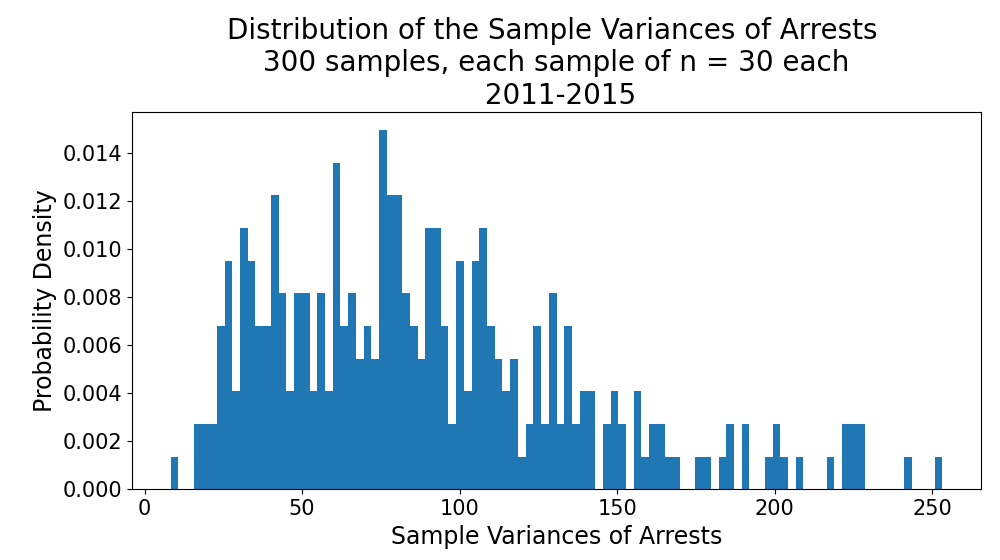 Distribution of the Sample Variances of Arrests
300 samples, each sample of n = 30 each
2011-2015
0.014
0.012
0.010
0.008
0.006
0.004
0.002
0.000
Probability Density
0 50 100 150 200 250
Sample Variances of Arrests